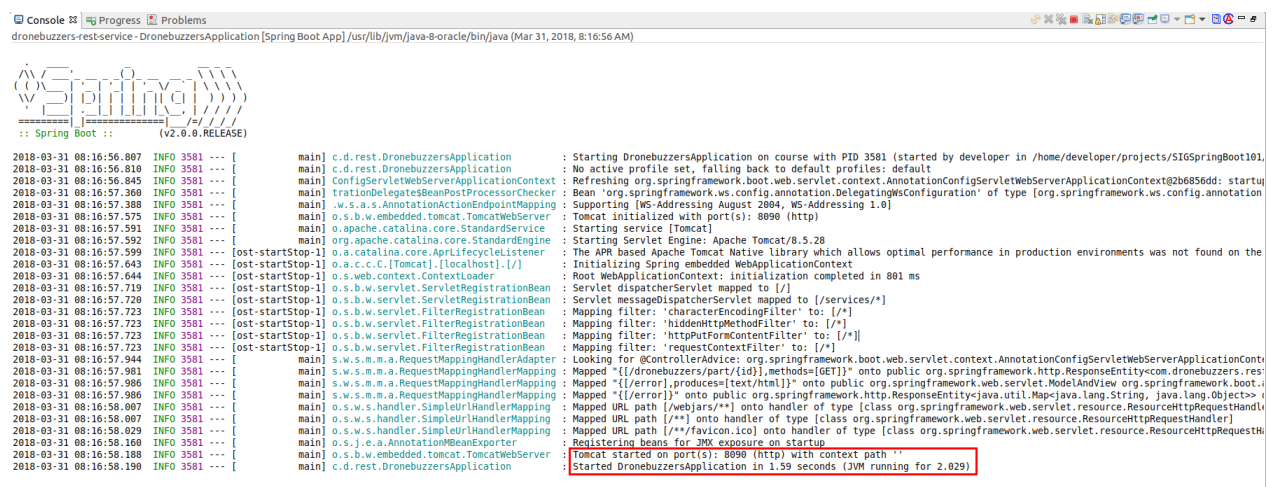 Console Progress Problems
dronebuzzers-rest-service - DronebuzzersApplication [Spring Boot App] /usr/lib/jvm/java-8-oracle/bin/java (Mar 31, 2018, 8:16:56 AM)
  .   ____          _            __ _ _
 /\\ / ___'_ __ _ _(_)_ __  __ _ \ \ \ \
( ( )\___ | '_ | '_| | '_ \/ _` | \ \ \ \
 \\/  ___)| |_)| | | | | || (_| |  ) ) ) )
  '  |____| .__|_| |_|_| |_\__, | / / / /
 =========|_|==============|___/=/_/_/_/
 :: Spring Boot ::        (v2.0.0.RELEASE)
2018-03-31 08:16:56.807  INFO 3581 --- [           main] c.d.rest.DronebuzzersApplication         : Starting DronebuzzersApplication on course with PID 3581 (started by developer in /home/developer/projects/SIGSpringBoot101/
2018-03-31 08:16:56.810  INFO 3581 --- [           main] c.d.rest.DronebuzzersApplication         : No active profile set, falling back to default profiles: default
2018-03-31 08:16:56.845  INFO 3581 --- [           main] ConfigServletWebServerApplicationContext : Refreshing org.springframework.boot.web.servlet.context.AnnotationConfigServletWebServerApplicationContext@2b6856dd: startup
2018-03-31 08:16:57.360  INFO 3581 --- [           main] trationDelegate$BeanPostProcessorChecker : Bean 'org.springframework.ws.config.annotation.DelegatingWsConfiguration' of type [org.springframework.ws.config.annotation
2018-03-31 08:16:57.388  INFO 3581 --- [           main] .w.s.a.s.AnnotationActionEndpointMapping : Supporting [WS-Addressing August 2004, WS-Addressing 1.0]
2018-03-31 08:16:57.575  INFO 3581 --- [           main] o.s.b.w.embedded.tomcat.TomcatWebServer  : Tomcat initialized with port(s): 8090 (http)
2018-03-31 08:16:57.591  INFO 3581 --- [           main] o.apache.catalina.core.StandardService   : Starting service [Tomcat]
2018-03-31 08:16:57.592  INFO 3581 --- [           main] org.apache.catalina.core.StandardEngine  : Starting Servlet Engine: Apache Tomcat/8.5.28
2018-03-31 08:16:57.599  INFO 3581 --- [ost-startStop-1] o.a.catalina.core.AprLifecycleListener   : The APR based Apache Tomcat Native library which allows optimal performance in production environments was not found on the
2018-03-31 08:16:57.643  INFO 3581 --- [ost-startStop-1] o.a.c.c.C.[Tomcat].[localhost].[/]       : Initializing Spring embedded WebApplicationContext
2018-03-31 08:16:57.644  INFO 3581 --- [ost-startStop-1] o.s.web.context.ContextLoader            : Root WebApplicationContext: initialization completed in 801 ms
2018-03-31 08:16:57.719  INFO 3581 --- [ost-startStop-1] o.s.b.w.servlet.ServletRegistrationBean  : Servlet dispatcherServlet mapped to [/]
2018-03-31 08:16:57.720  INFO 3581 --- [ost-startStop-1] o.s.b.w.servlet.ServletRegistrationBean  : Servlet messageDispatcherServlet mapped to [/services/*]
2018-03-31 08:16:57.723  INFO 3581 --- [ost-startStop-1] o.s.b.w.servlet.FilterRegistrationBean   : Mapping filter: 'characterEncodingFilter' to: [/*]
2018-03-31 08:16:57.723  INFO 3581 --- [ost-startStop-1] o.s.b.w.servlet.FilterRegistrationBean   : Mapping filter: 'hiddenHttpMethodFilter' to: [/*]
2018-03-31 08:16:57.723  INFO 3581 --- [ost-startStop-1] o.s.b.w.servlet.FilterRegistrationBean   : Mapping filter: 'httpPutFormContentFilter' to: [/*]
2018-03-31 08:16:57.723  INFO 3581 --- [ost-startStop-1] o.s.b.w.servlet.FilterRegistrationBean   : Mapping filter: 'requestContextFilter' to: [/*]
2018-03-31 08:16:57.944  INFO 3581 --- [           main] s.w.s.m.m.a.RequestMappingHandlerAdapter : Looking for @ControllerAdvice: org.springframework.boot.web.servlet.context.AnnotationConfigServletWebServerApplicationConte
2018-03-31 08:16:57.981  INFO 3581 --- [           main] s.w.s.m.m.a.RequestMappingHandlerMapping : Mapped "{[/dronebuzzers/part/{id}],methods=[GET]}" onto public org.springframework.http.ResponseEntity<com.dronebuzzers.res
2018-03-31 08:16:57.986  INFO 3581 --- [           main] s.w.s.m.m.a.RequestMappingHandlerMapping : Mapped "{[/error],produces=[text/html]}" onto public org.springframework.web.servlet.ModelAndView org.springframework.boot.a
2018-03-31 08:16:57.986  INFO 3581 --- [           main] s.w.s.m.m.a.RequestMappingHandlerMapping : Mapped "{[/error]}" onto public org.springframework.http.ResponseEntity<java.util.Map<java.lang.String, java.lang.Object>> o
2018-03-31 08:16:58.007  INFO 3581 --- [           main] o.s.w.s.handler.SimpleUrlHandlerMapping  : Mapped URL path [/webjars/**] onto handler of type [class org.springframework.web.servlet.resource.ResourceHttpRequestHandle
2018-03-31 08:16:58.007  INFO 3581 --- [           main] o.s.w.s.handler.SimpleUrlHandlerMapping  : Mapped URL path [/**] onto handler of type [class org.springframework.web.servlet.resource.ResourceHttpRequestHandler]
2018-03-31 08:16:58.029  INFO 3581 --- [           main] o.s.w.s.handler.SimpleUrlHandlerMapping  : Mapped URL path [/**/favicon.ico] onto handler of type [class org.springframework.web.servlet.resource.ResourceHttpRequestHa
2018-03-31 08:16:58.160  INFO 3581 --- [           main] o.s.j.e.a.AnnotationMBeanExporter        : Registering beans for JMX exposure on startup
2018-03-31 08:16:58.188  INFO 3581 --- [           main] o.s.b.w.embedded.tomcat.TomcatWebServer  : Tomcat started on port(s): 8090 (http) with context path ''
2018-03-31 08:16:58.190  INFO 3581 --- [           main] c.d.rest.DronebuzzersApplication         : Started DronebuzzersApplication in 1.59 seconds (JVM running for 2.029)